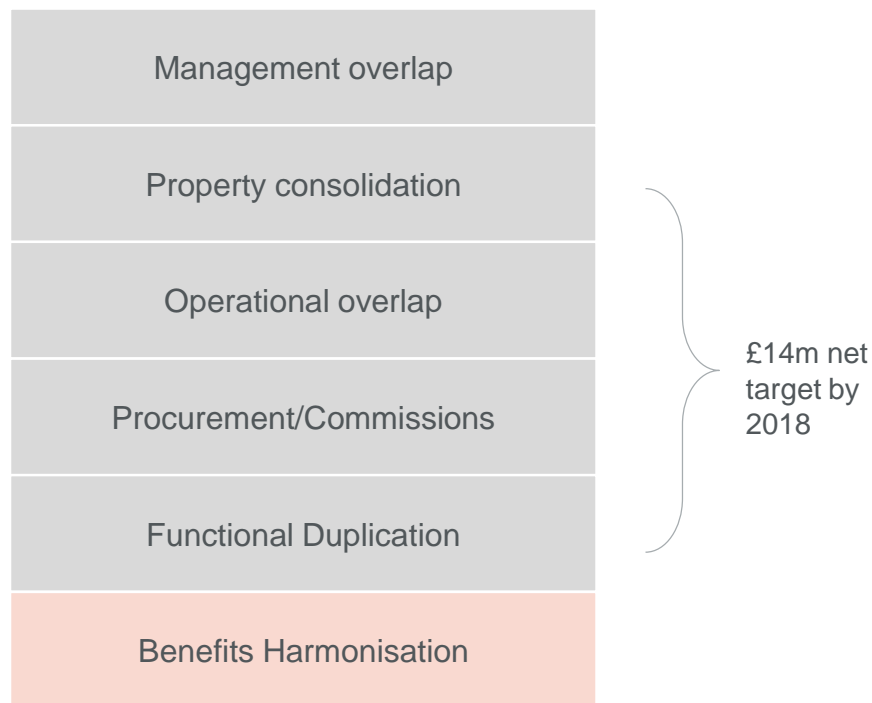 Management overlap
Property consolidation
Operational overlap
Procurement/Commissions
Functional Duplication
Benefits Harmonisation
£14m net
target by
2018